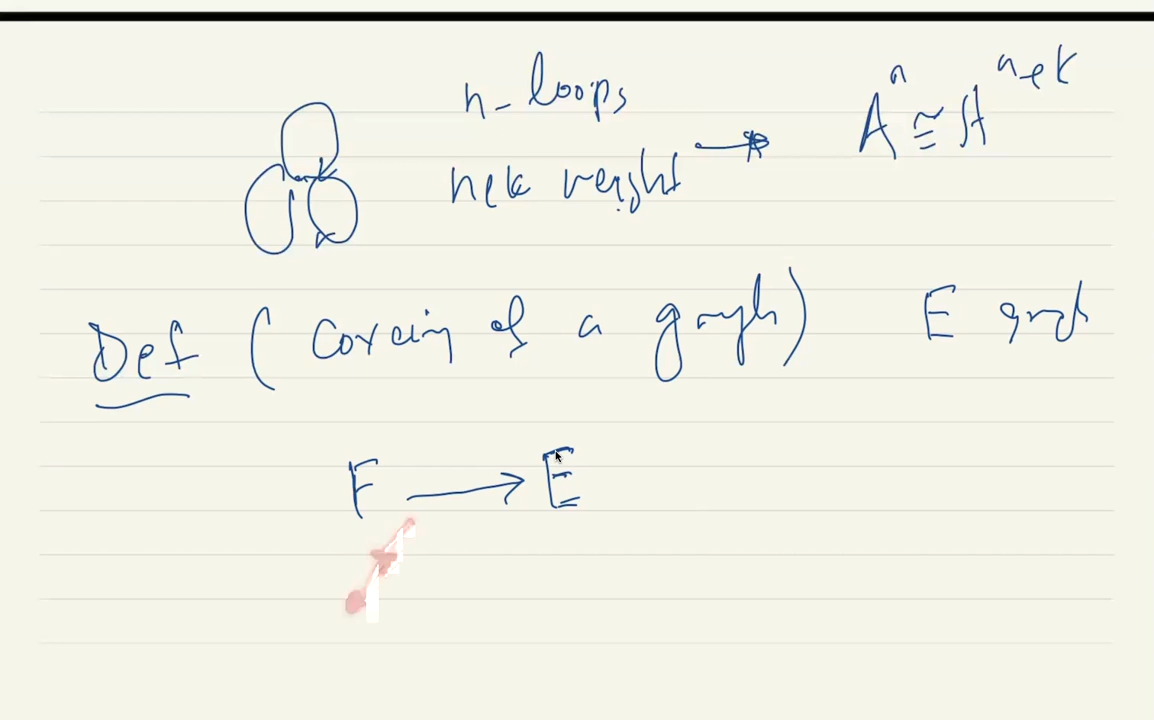 n- loops
n+k weight → A^n ≅ A^{n+k}
Def ( Covering of a graph) E graph
F → E